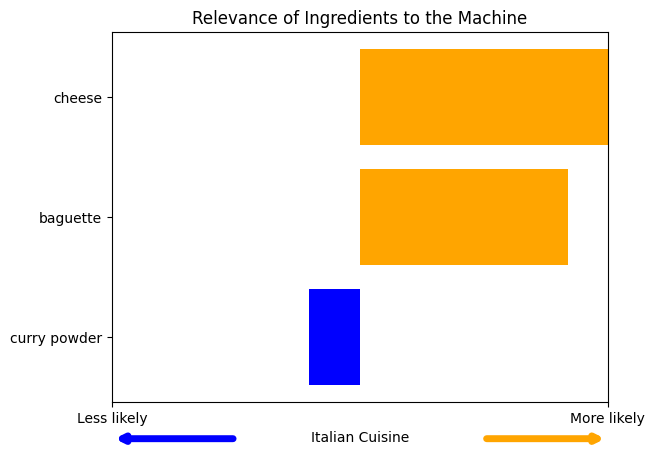 Relevance of Ingredients to the Machine
cheese
baguette
curry powder
Less likely
More likely
Italian Cuisine